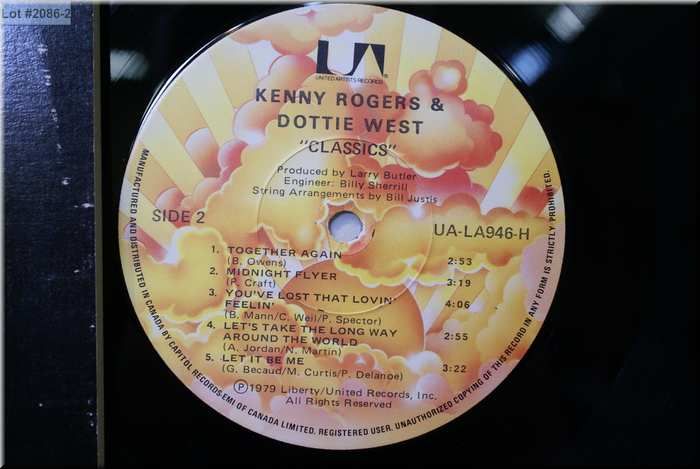 Lot #2086-2
UNITED ARTISTS RECORDS
KENNY ROGERS &
DOTTIE WEST
"CLASSICS"
Produced by Larry Butler
Engineer: Billy Sherrill
String Arrangements by Bill Justis
SIDE 2
UA-LA946-H
1. TOGETHER AGAIN 2:53
(B. Owens)
2. MIDNIGHT FLYER 3:19
(P. Craft)
3. YOU'VE LOST THAT LOVIN'
FEELIN' 4:06
(B. Mann/C. Weil/P. Spector)
4. LET'S TAKE THE LONG WAY
AROUND THE WORLD 2:55
(A. Jordan/N. Martin)
5. LET IT BE ME 3:22
(G. Becaud/M. Curtis/P. Delanoe)
Ⓟ1979 Liberty/United Records, Inc.
All Rights Reserved
MANUFACTURED AND DISTRIBUTED IN CANADA BY CAPITOL RECORDS-EMI OF CANADA LIMITED. REGISTERED USER. UNAUTHORIZED COPYING OF THIS RECORD IN ANY FORM IS STRICTLY PROHIBITED.